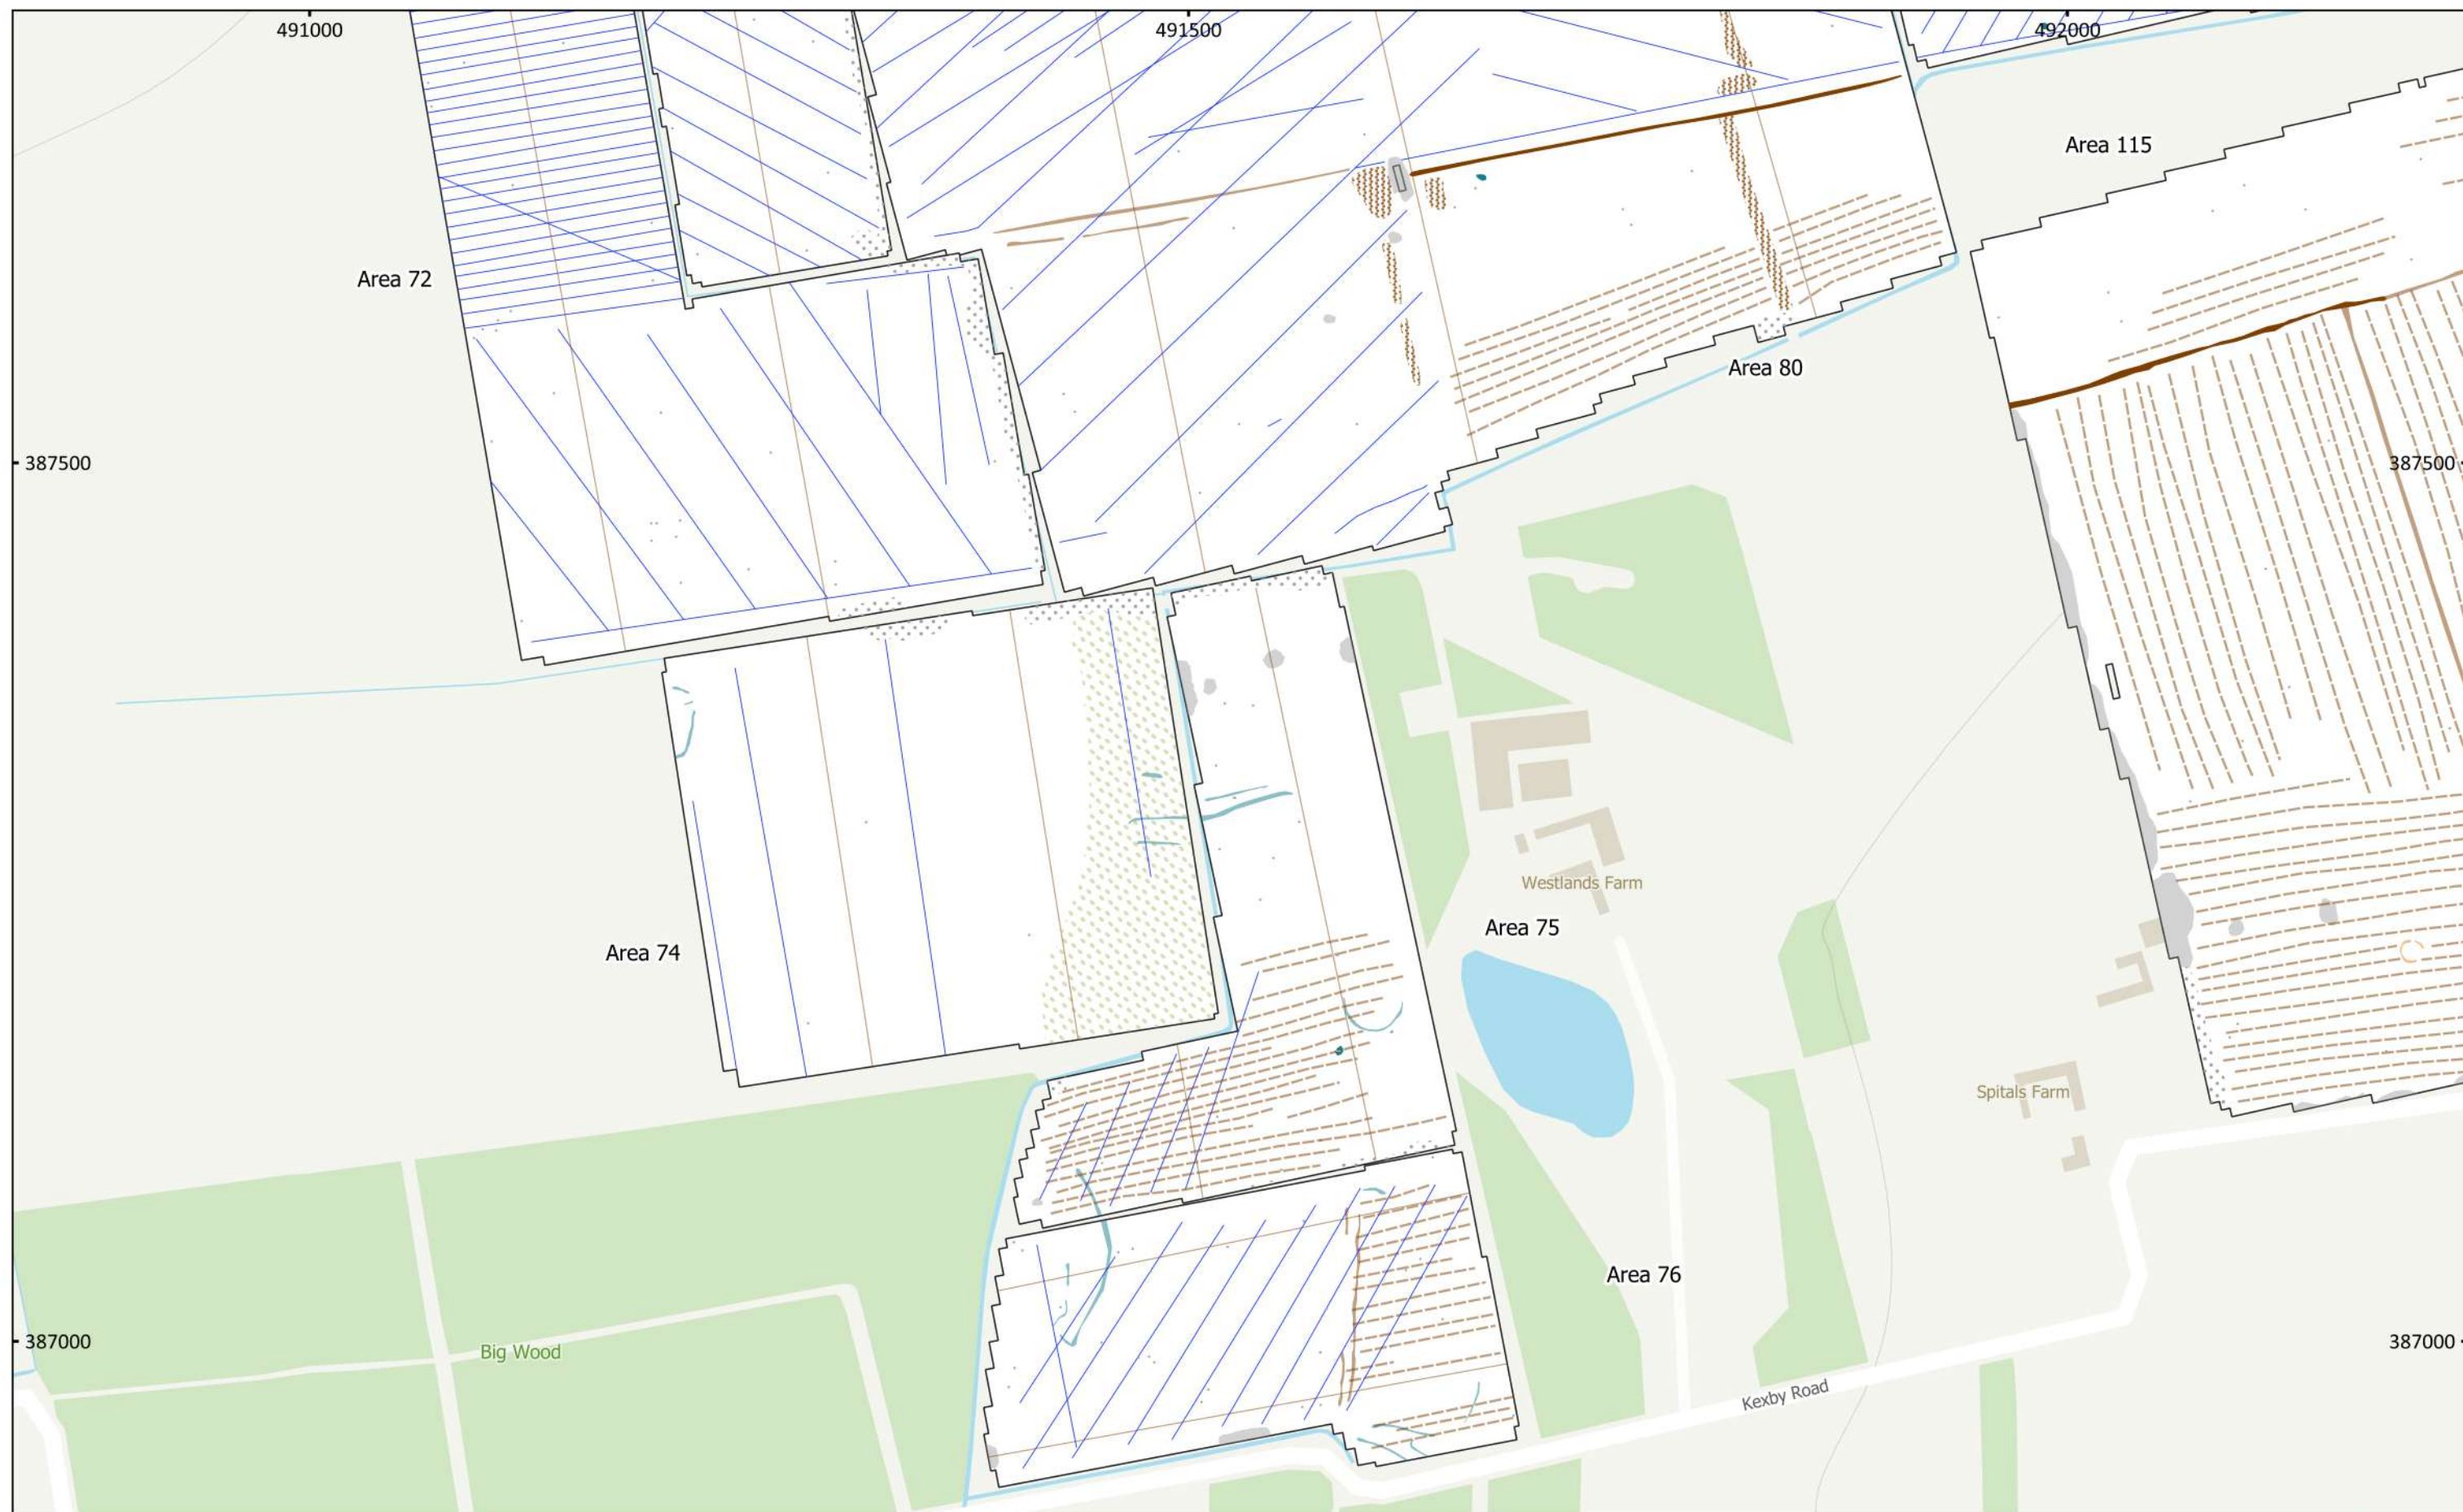 491000
491500
492000
Area 115
Area 72
Area 80
387500
387500
Westlands Farm
Area 75
Area 74
Spitals Farm
Area 76
387000
387000
Big Wood
Kexby Road